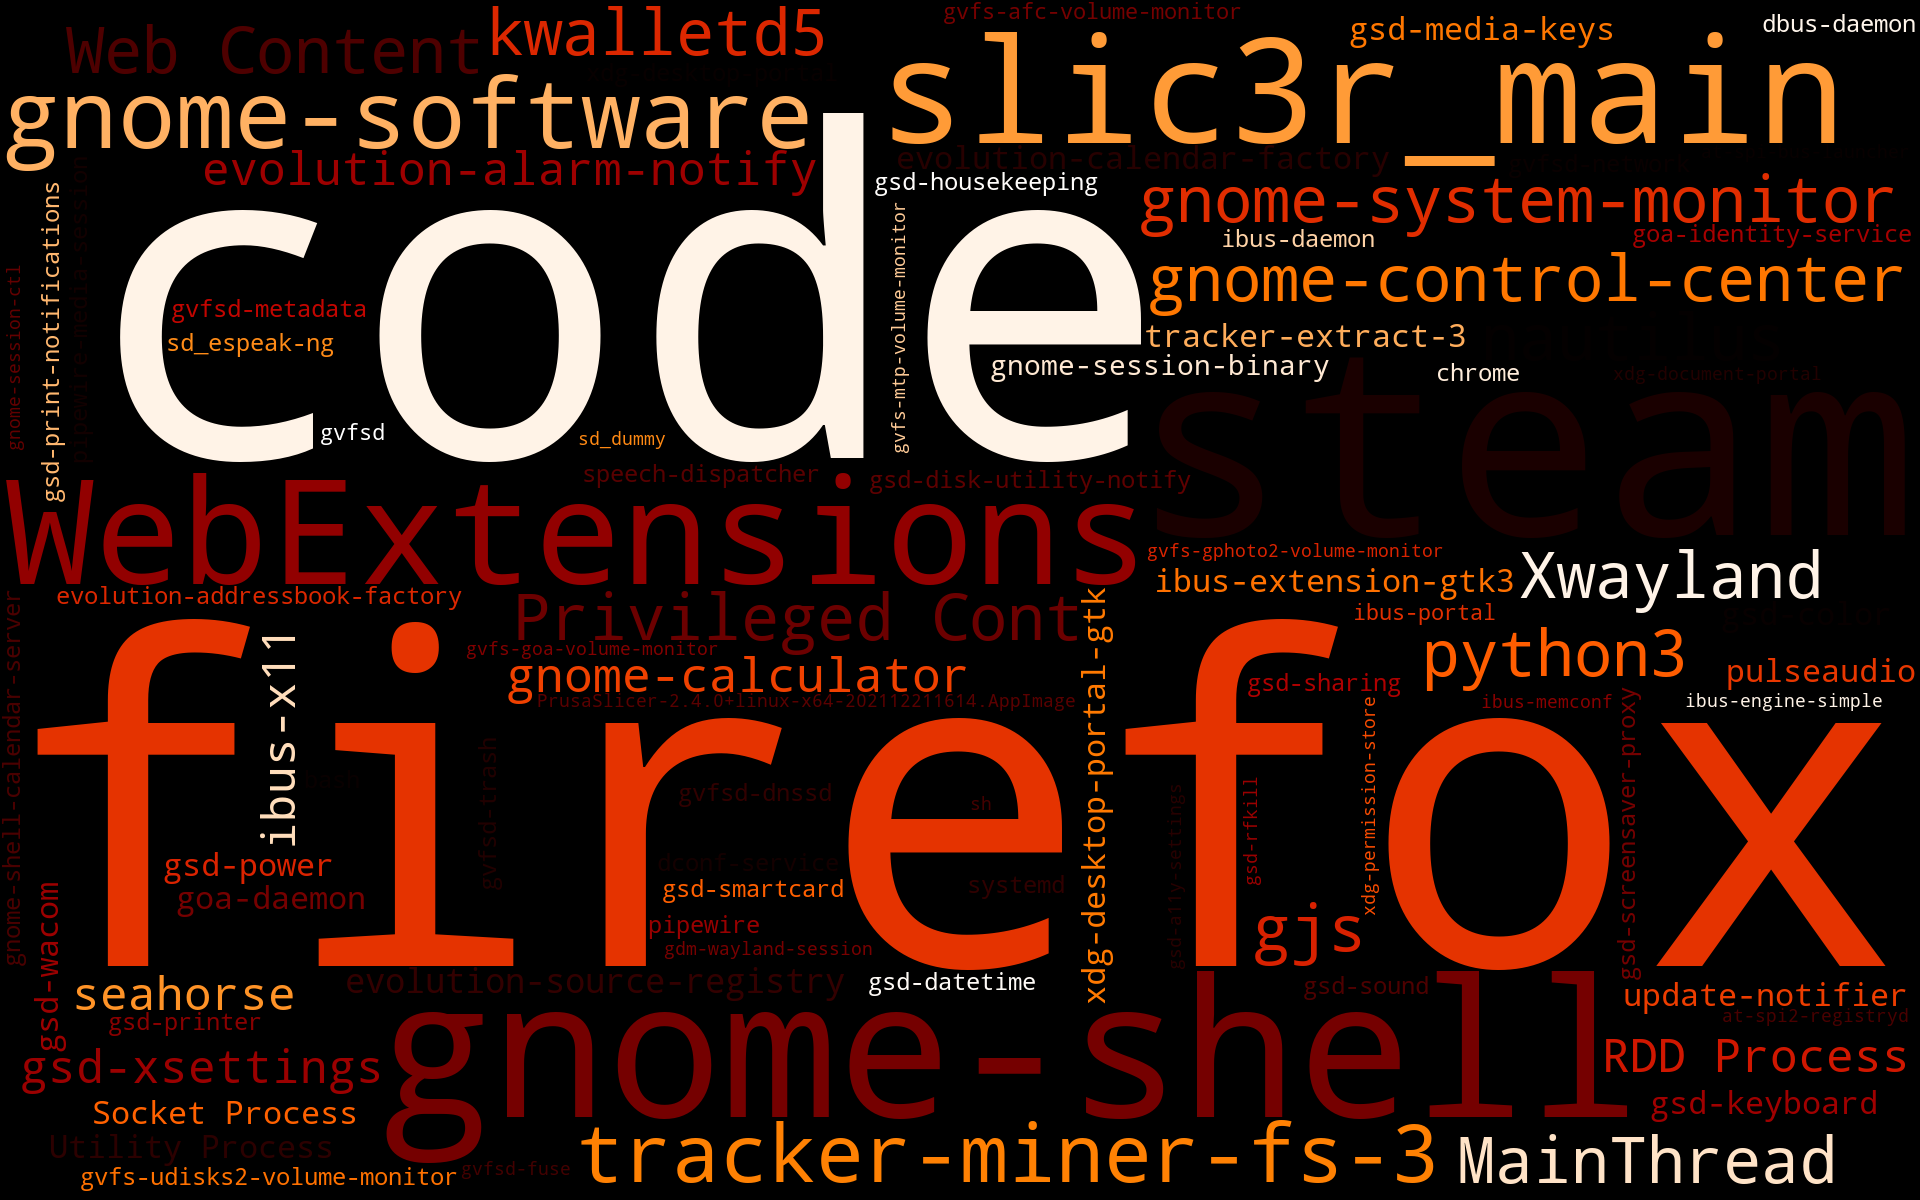 gvfs-afc-volume-monitor
Web Content
kwalletd5
slic3r_main
gsd-media-keys
dbus-daemon
gnome-software
evolution-alarm-notify
evolution-calendar-factory
gsd-housekeeping
gnome-system-monitor
ibus-daemon
goa-identity-service
code
gnome-control-center
gsd-print-notifications
pipewire-media-session
gnome-session-ctl
gvfsd-metadata
sd_espeak-ng
gvfs-mtp-volume-monitor
tracker-extract-3
gnome-session-binary
chrome
xdg-document-portal
gvfsd
sd_dummy
steam
speech-dispatcher
gsd-disk-utility-notify
WebExtensions
gvfs-gphoto2-volume-monitor
ibus-extension-gtk3
Xwayland
evolution-addressbook-factory
Privileged Cont
ibus-portal
gvfs-goa-volume-monitor
gnome-calculator
python3
pulseaudio
gsd-sharing
PrusaSlicer-2.4.0+linux-x64-202112211614.AppImage
ibus-memconf
ibus-engine-simple
gnome-shell-calendar-server
ibus-x11
firefox
bash
gvfsd-trash
gvfsd-dnssd
sh
xdg-desktop-portal-gtk
gsd-a11y-settings
gsd-rfkill
xdg-permission-store
gsd-screensaver-proxy
gsd-power
goa-daemon
dconf-service
gsd-smartcard
systemd
pipewire
gdm-wayland-session
gjs
gsd-wacom
seahorse
evolution-source-registry
gsd-datetime
gsd-sound
update-notifier
gsd-printer
at-spi2-registryd
gnome-shell
gsd-xsettings
RDD Process
Socket Process
gsd-keyboard
Utility Process
gvfs-udisks2-volume-monitor
gvfsd-fuse
tracker-miner-fs-3
MainThread